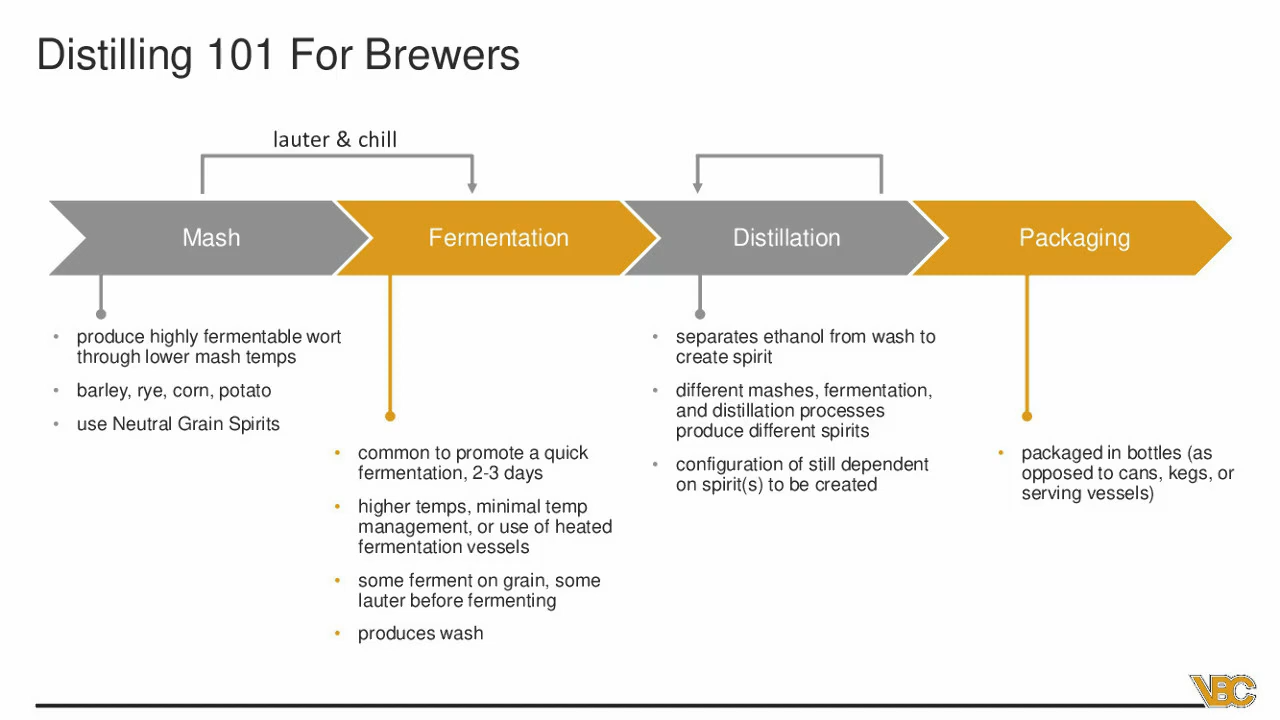 Distilling 101 For Brewers
lauter & chill
Mash
Fermentation
Distillation
Packaging
• produce highly fermentable wort
through lower mash temps
• barley, rye, corn, potato
• use Neutral Grain Spirits
• common to promote a quick
fermentation, 2-3 days
• higher temps, minimal temp
management, or use of heated
fermentation vessels
• some ferment on grain, some
lauter before fermenting
• produces wash
• separates ethanol from wash to
create spirit
• different mashes, fermentation,
and distillation processes
produce different spirits
• configuration of still dependent
on spirit(s) to be created
• packaged in bottles (as
opposed to cans, kegs, or
serving vessels)
VBC